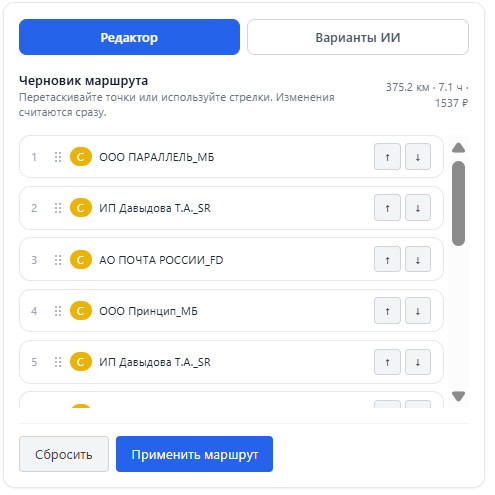 Редактор
Варианты ИИ
Черновик маршрута
375.2 км · 7.1 ч ·
1537 ₽
Перетаскивайте точки или используйте стрелки. Изменения
считаются сразу.
1 С ООО ПАРАЛЛЕЛЬ_МБ ↑ ↓
2 С ИП Давыдова Т.А._SR ↑ ↓
3 С АО ПОЧТА РОССИИ_FD ↑ ↓
4 С ООО Принцип_МБ ↑ ↓
5 С ИП Давыдова Т.А._SR ↑ ↓
Сбросить
Применить маршрут